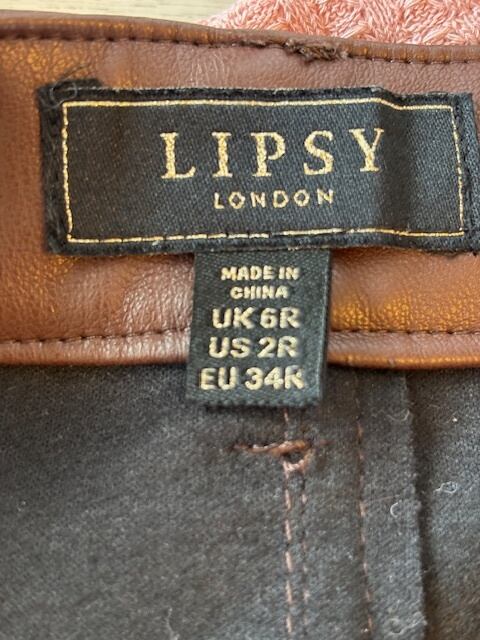 LIPSY
LONDON
MADE IN
CHINA
UK 6R
US 2R
EU 34R